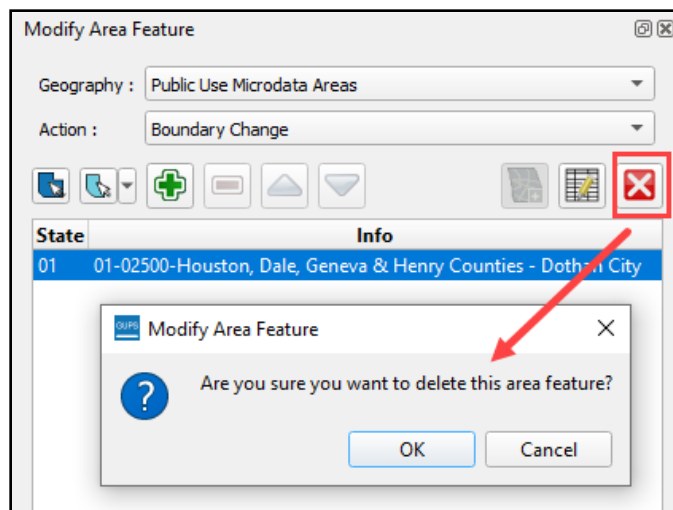 Modify Area Feature
Geography : Public Use Microdata Areas
Action : Boundary Change
State Info
01 01-02500-Houston, Dale, Geneva & Henry Counties - Dothan City
GUPS Modify Area Feature
Are you sure you want to delete this area feature?
OK Cancel